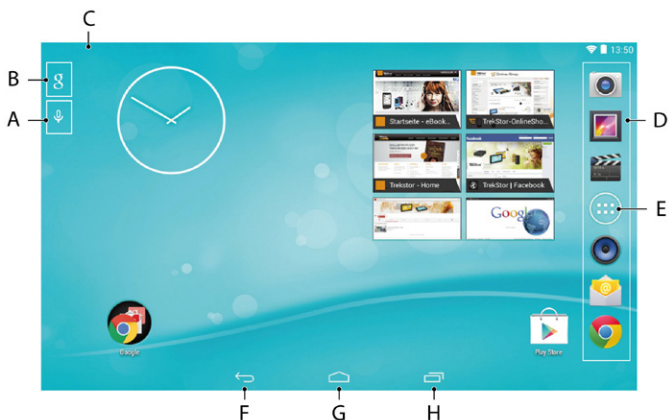 C
13:50
B
g
A
D
Startseite - eBook...
TrekStor-OnlineSho...
Trekstor - Home
TrekStor | Facebook
E
Google
Google
Play Store
F
G
H